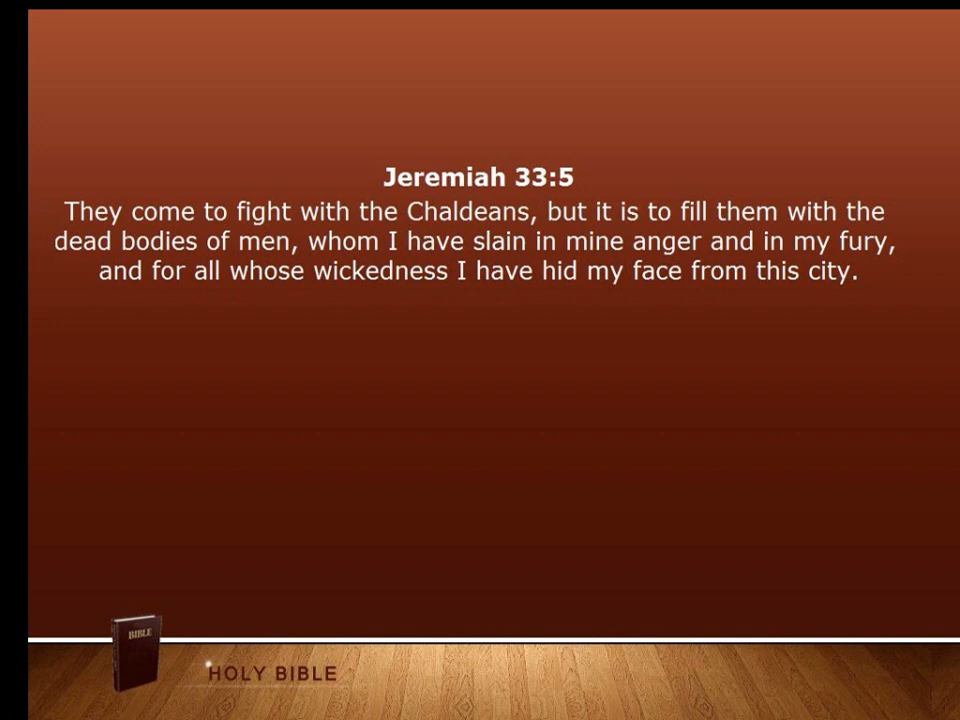 Jeremiah 33:5
They come to fight with the Chaldeans, but it is to fill them with the
dead bodies of men, whom I have slain in mine anger and in my fury,
and for all whose wickedness I have hid my face from this city.
BIBLE
HOLY BIBLE